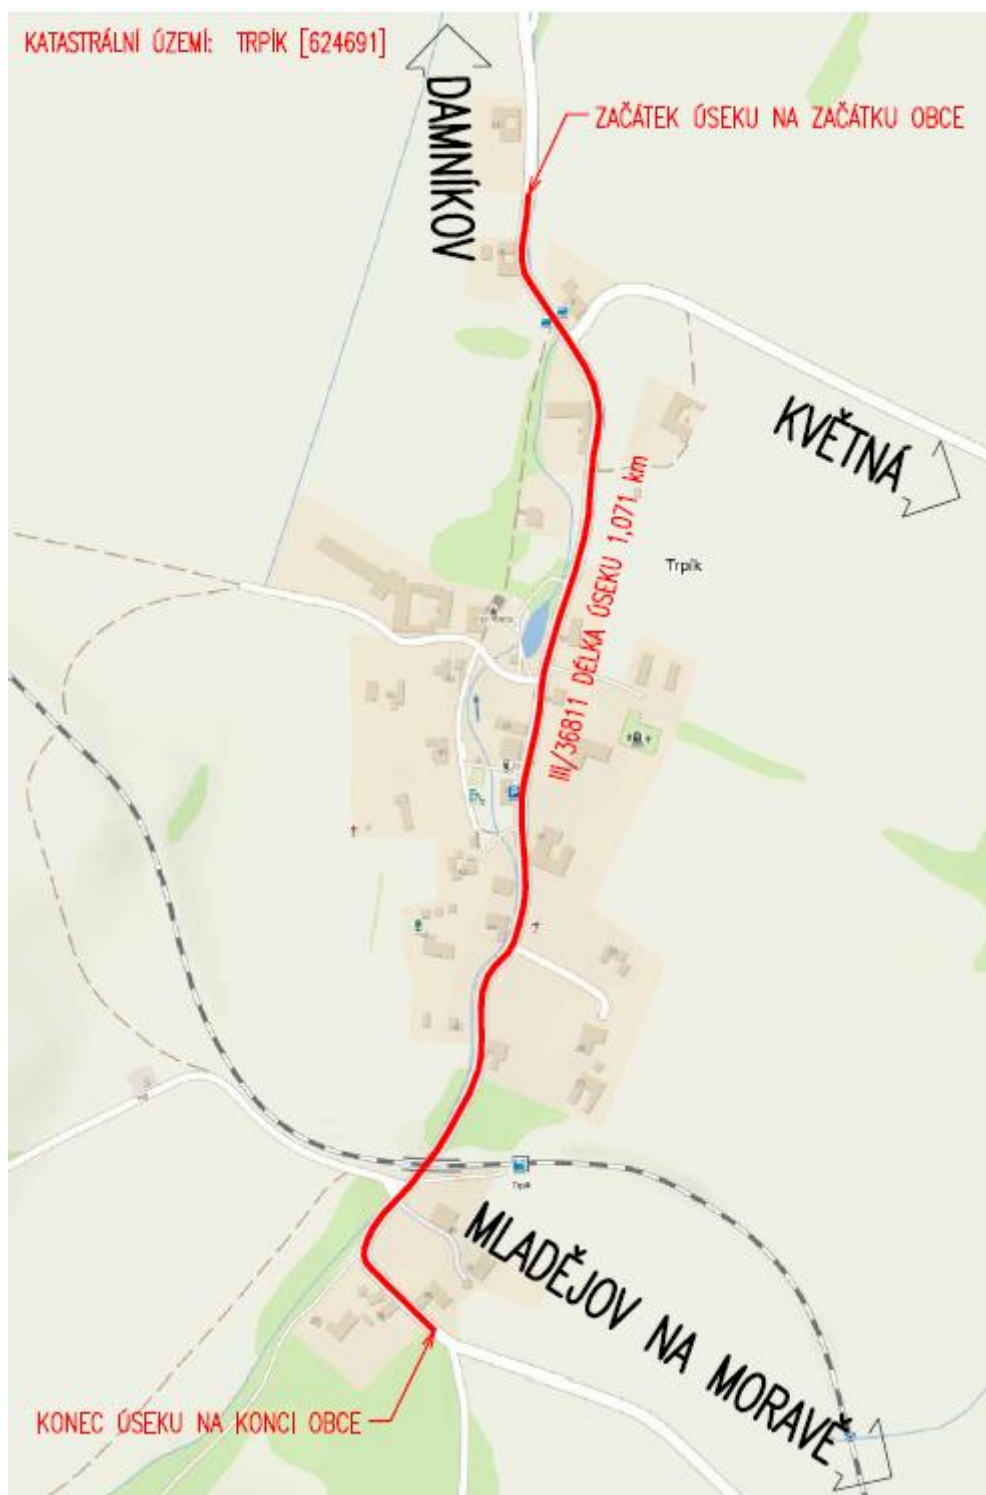 KATASTRÁLNÍ ÚZEMÍ: TRPÍK [624691]
DAMNÍKOV
ZAČÁTEK ÚSEKU NA ZAČÁTKU OBCE
KVĚTNÁ
III/36811 DÉLKA ÚSEKU 1,071 km
Trpík
Trpík
MLADĚJOV NA MORAVĚ
KONEC ÚSEKU NA KONCI OBCE